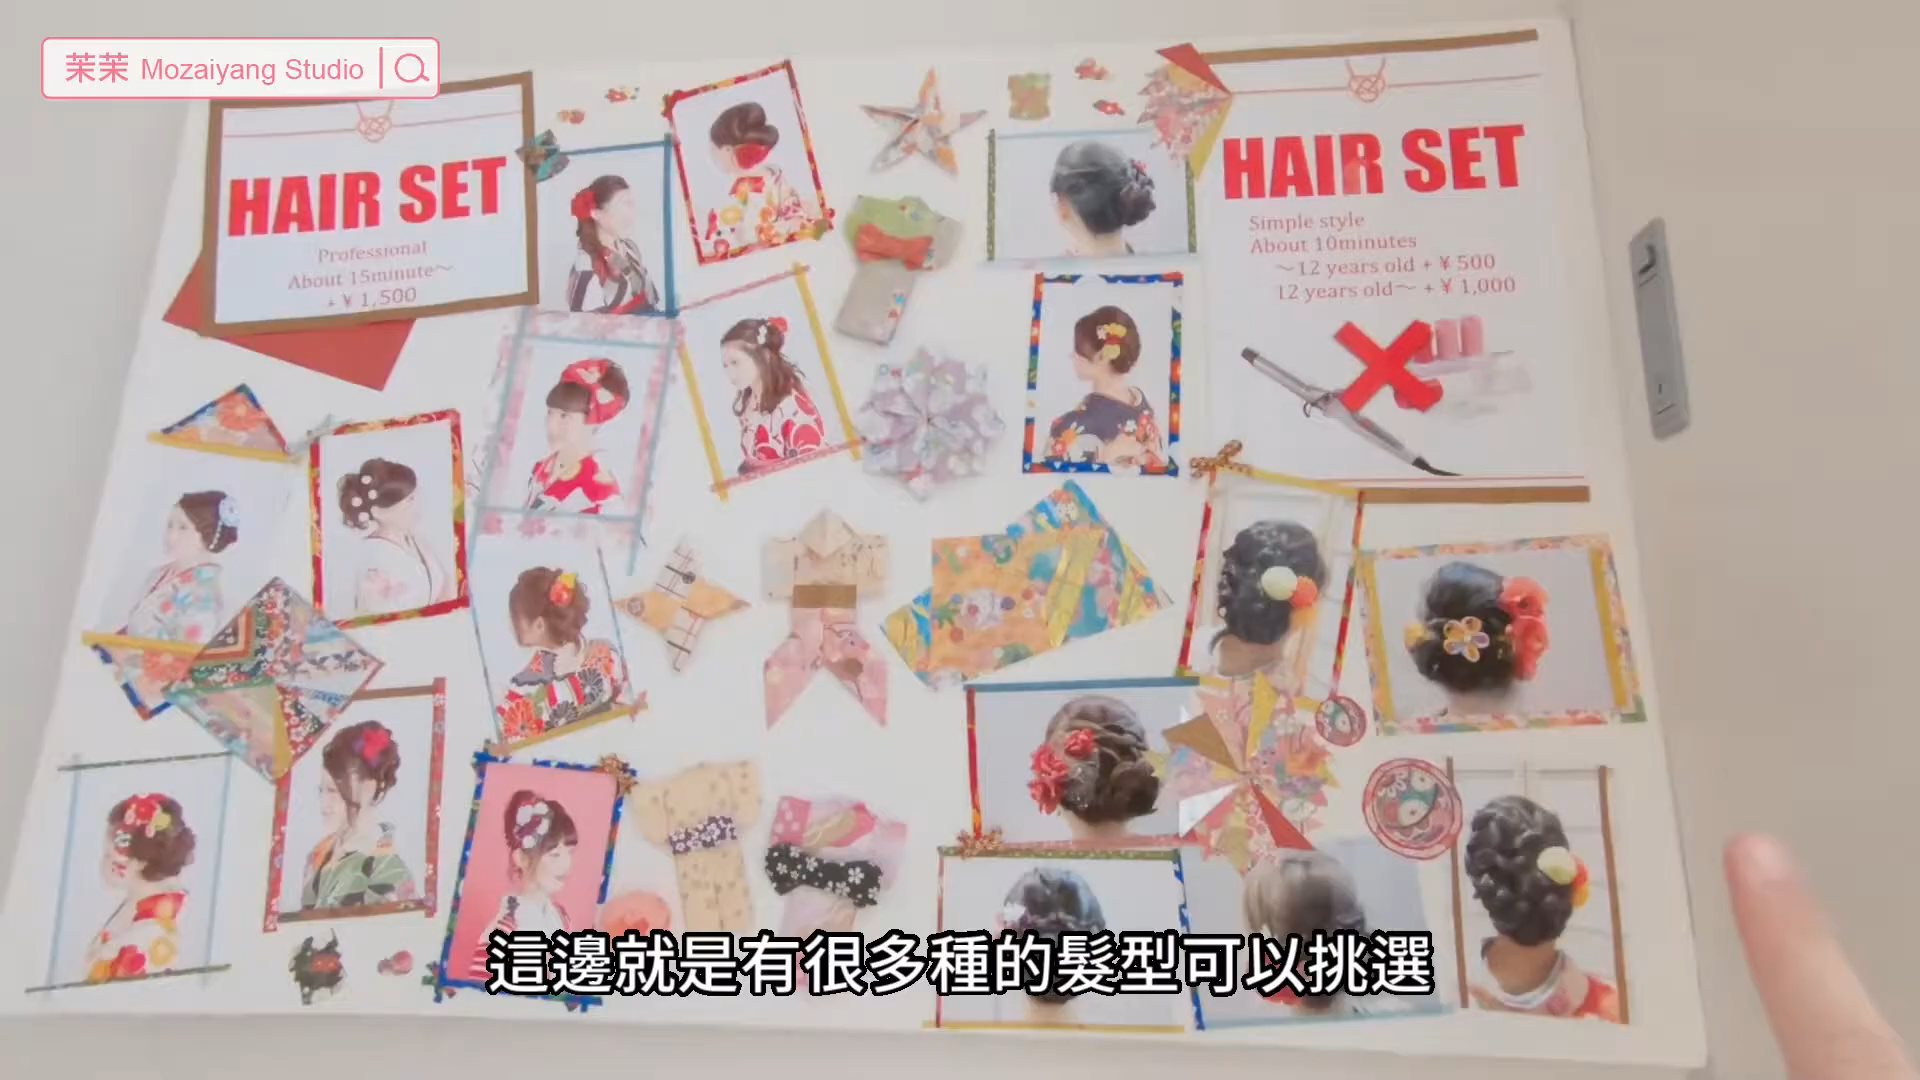 茉茉 Mozaiyang Studio
HAIR SET
Professional
About 15minute～
+ ¥ 1,500
HAIR SET
Simple style
About 10minutes
～12 years old + ¥ 500
12 years old～ + ¥ 1,000
這邊就是有很多種的髮型可以挑選